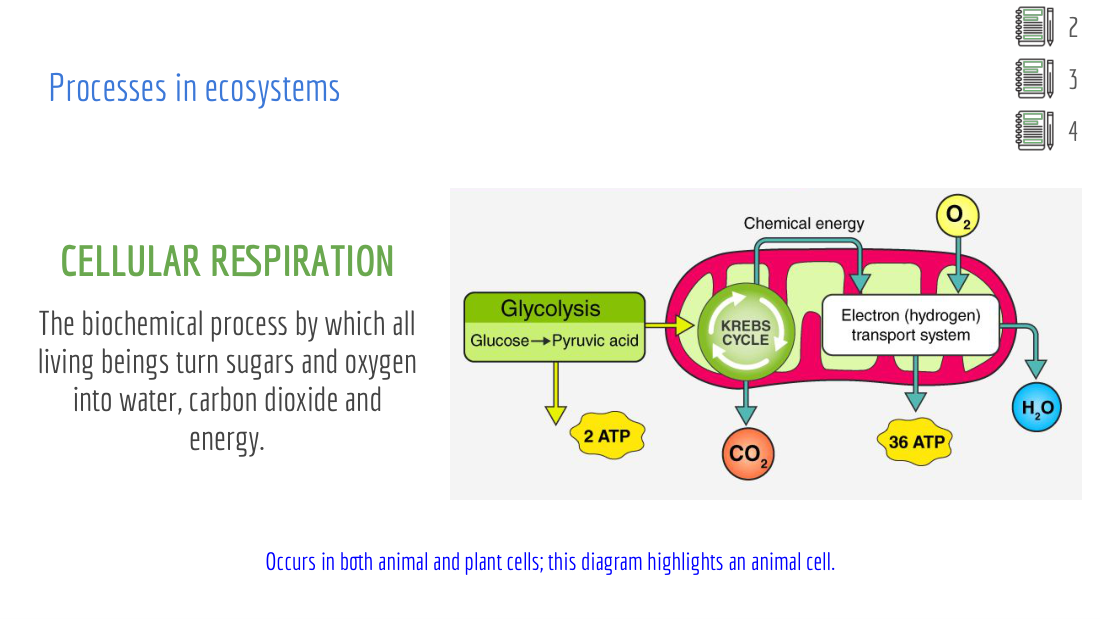 2
3
4
Processes in ecosystems
CELLULAR RESPIRATION
The biochemical process by which all
living beings turn sugars and oxygen
into water, carbon dioxide and
energy.
Chemical energy
O₂
Glycolysis
Glucose→Pyruvic acid
KREBS
CYCLE
Electron (hydrogen)
transport system
2 ATP
CO₂
36 ATP
H₂O
Occurs in both animal and plant cells; this diagram highlights an animal cell.